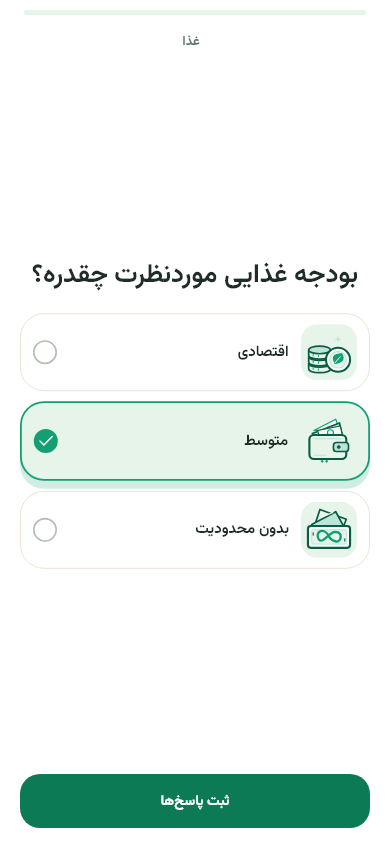 غذا
بودجه غذایی موردنظرت چقدره؟
اقتصادی
متوسط
بدون محدودیت
ثبت پاسخ‌ها